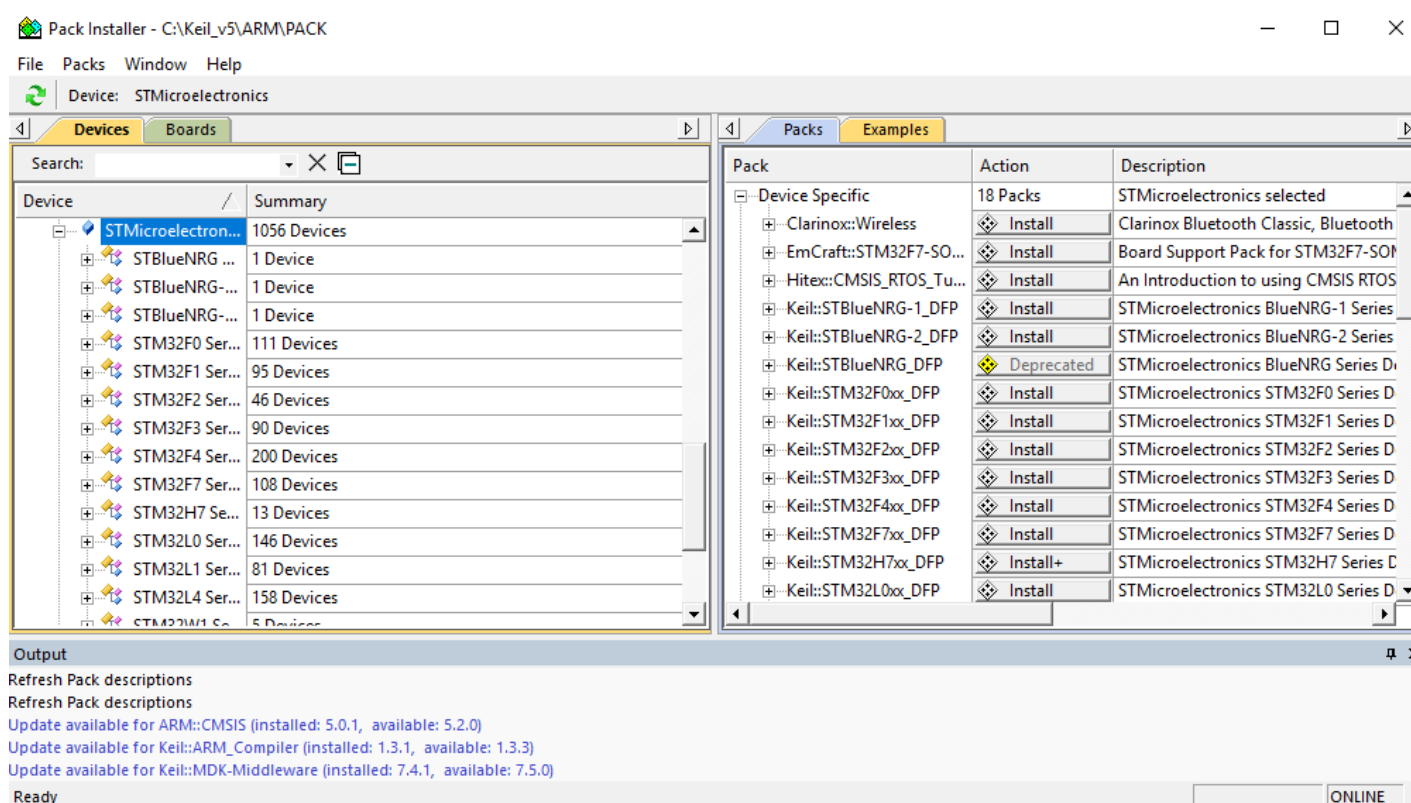 Pack Installer - C:\Keil_v5\ARM\PACK
File Packs Window Help
Device: STMicroelectronics
Devices Boards
Search:
Device Summary
STMicroelectron... 1056 Devices
STBlueNRG ... 1 Device
STBlueNRG-... 1 Device
STBlueNRG-... 1 Device
STM32F0 Ser... 111 Devices
STM32F1 Ser... 95 Devices
STM32F2 Ser... 46 Devices
STM32F3 Ser... 90 Devices
STM32F4 Ser... 200 Devices
STM32F7 Ser... 108 Devices
STM32H7 Se... 13 Devices
STM32L0 Ser... 146 Devices
STM32L1 Ser... 81 Devices
STM32L4 Ser... 158 Devices
STM32W1 Se... 5 Devices
Packs Examples
Pack Action Description
Device Specific 18 Packs STMicroelectronics selected
Clarinox::Wireless Install Clarinox Bluetooth Classic, Bluetooth
EmCraft::STM32F7-SO... Install Board Support Pack for STM32F7-SOM
Hitex::CMSIS_RTOS_Tu... Install An Introduction to using CMSIS RTOS
Keil::STBlueNRG-1_DFP Install STMicroelectronics BlueNRG-1 Series
Keil::STBlueNRG-2_DFP Install STMicroelectronics BlueNRG-2 Series
Keil::STBlueNRG_DFP Deprecated STMicroelectronics BlueNRG Series De
Keil::STM32F0xx_DFP Install STMicroelectronics STM32F0 Series D
Keil::STM32F1xx_DFP Install STMicroelectronics STM32F1 Series D
Keil::STM32F2xx_DFP Install STMicroelectronics STM32F2 Series D
Keil::STM32F3xx_DFP Install STMicroelectronics STM32F3 Series D
Keil::STM32F4xx_DFP Install STMicroelectronics STM32F4 Series D
Keil::STM32F7xx_DFP Install STMicroelectronics STM32F7 Series D
Keil::STM32H7xx_DFP Install+ STMicroelectronics STM32H7 Series D
Keil::STM32L0xx_DFP Install STMicroelectronics STM32L0 Series D
Output
Refresh Pack descriptions
Refresh Pack descriptions
Update available for ARM::CMSIS (installed: 5.0.1, available: 5.2.0)
Update available for Keil::ARM_Compiler (installed: 1.3.1, available: 1.3.3)
Update available for Keil::MDK-Middleware (installed: 7.4.1, available: 7.5.0)
Ready ONLINE